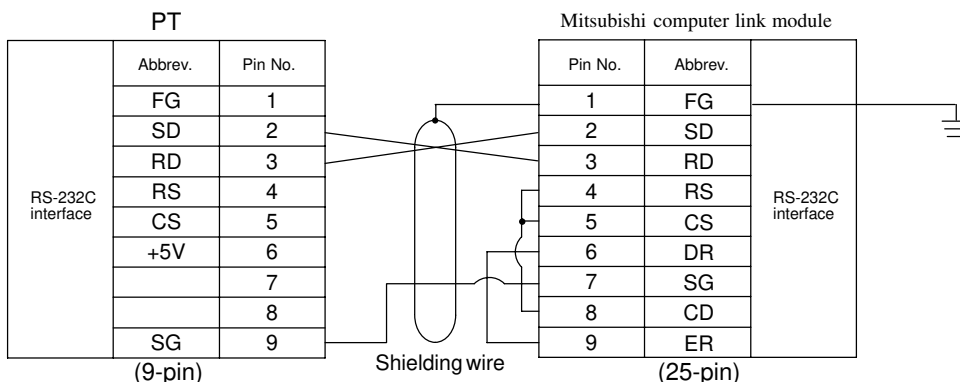 PT
Mitsubishi computer link module
Abbrev. Pin No. Pin No. Abbrev.
FG 1 1 FG
SD 2 2 SD
RD 3 3 RD
RS 4 4 RS
RS-232C interface
RS-232C interface
CS 5 5 CS
+5V 6 6 DR
7 7 SG
8 8 CD
SG 9 9 ER
(9-pin) Shielding wire (25-pin)